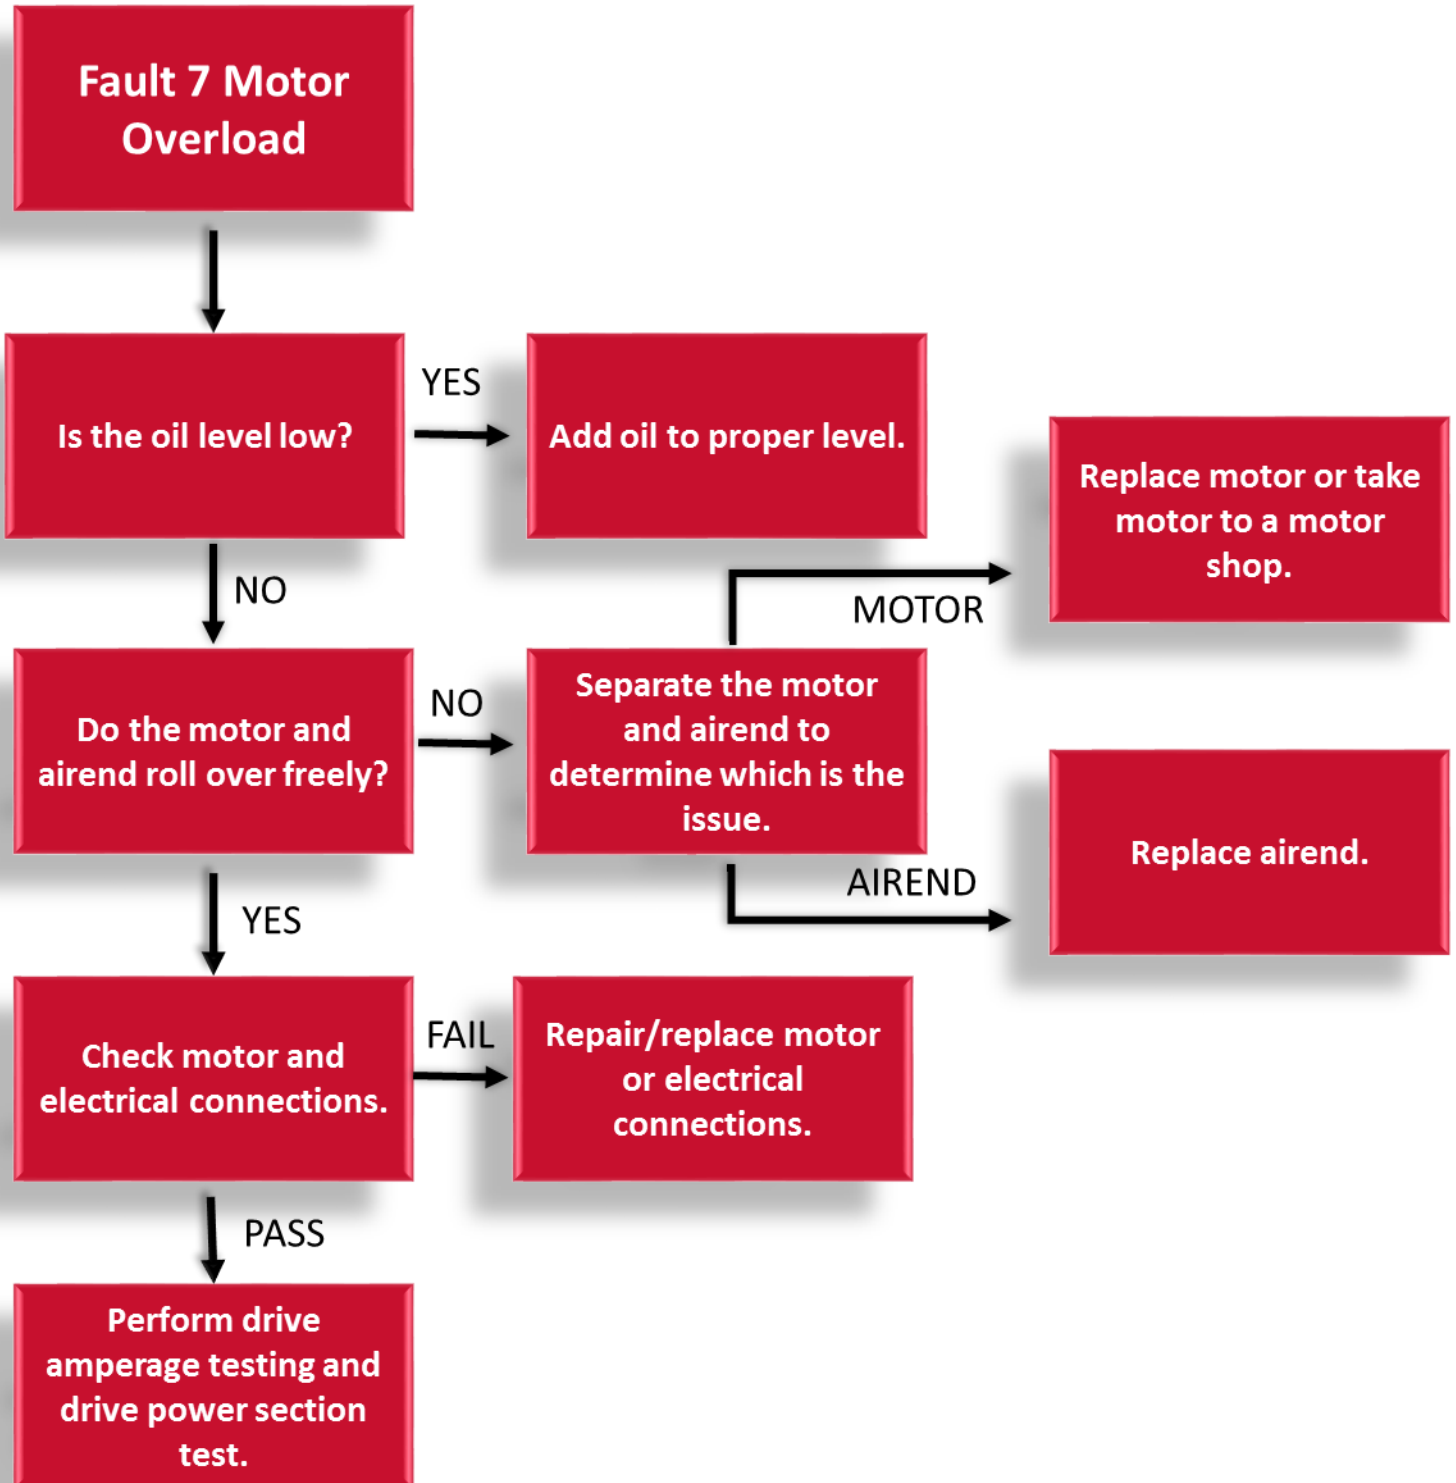 Fault 7 Motor
Overload
Is the oil level low?
YES
Add oil to proper level.
NO
Do the motor and
airend roll over freely?
NO
Separate the motor
and airend to
determine which is the
issue.
MOTOR
Replace motor or take
motor to a motor
shop.
AIREND
Replace airend.
YES
Check motor and
electrical connections.
FAIL
Repair/replace motor
or electrical
connections.
PASS
Perform drive
amperage testing and
drive power section
test.